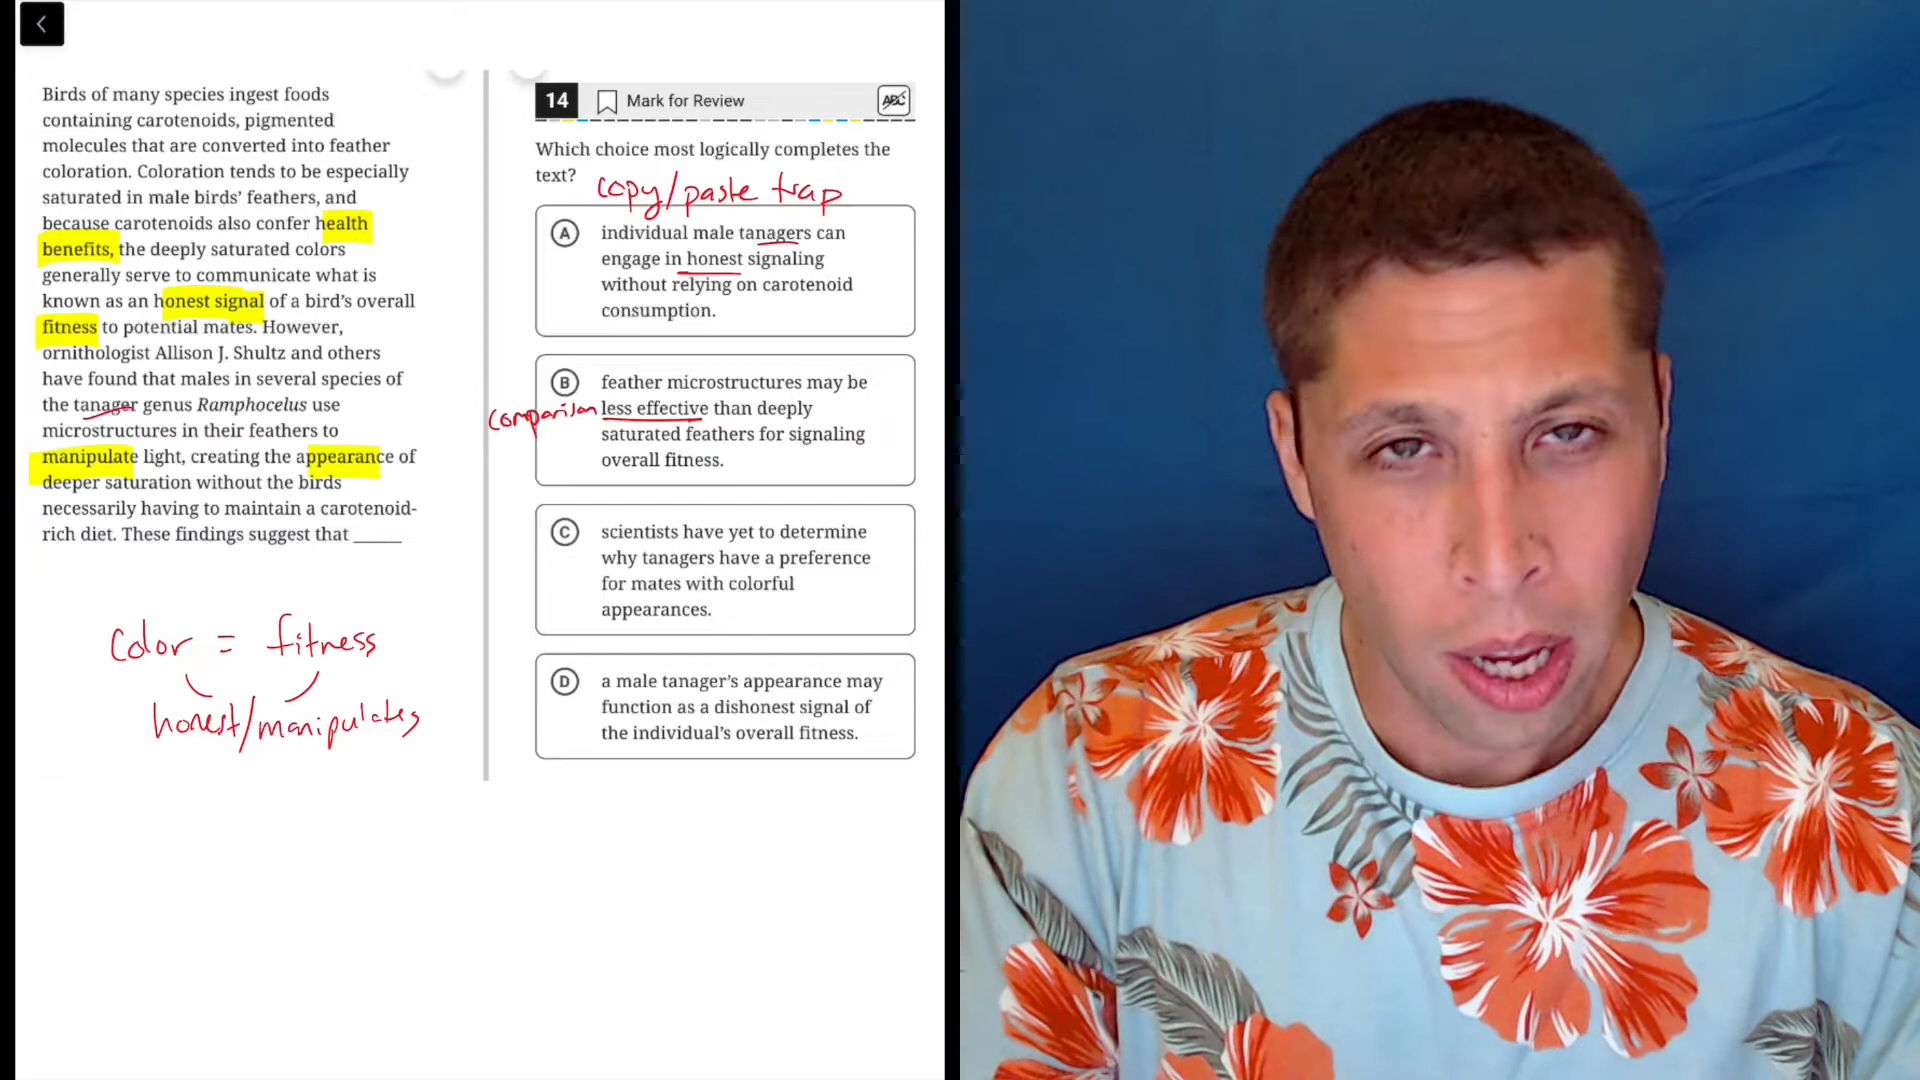 Birds of many species ingest foods
containing carotenoids, pigmented
molecules that are converted into feather
coloration. Coloration tends to be especially
saturated in male birds' feathers, and
because carotenoids also confer health
benefits, the deeply saturated colors
generally serve to communicate what is
known as an honest signal of a bird's overall
fitness to potential mates. However,
ornithologist Allison J. Shultz and others
have found that males in several species of
the tanager genus Ramphocelus use
microstructures in their feathers to
manipulate light, creating the appearance of
deeper saturation without the birds
necessarily having to maintain a carotenoid-
rich diet. These findings suggest that ______
color = fitness
honest/manipulates
14 Mark for Review ABC
Which choice most logically completes the
text?
copy/paste trap
A individual male tanagers can
engage in honest signaling
without relying on carotenoid
consumption.
B feather microstructures may be
comparison less effective than deeply
saturated feathers for signaling
overall fitness.
C scientists have yet to determine
why tanagers have a preference
for mates with colorful
appearances.
D a male tanager's appearance may
function as a dishonest signal of
the individual's overall fitness.